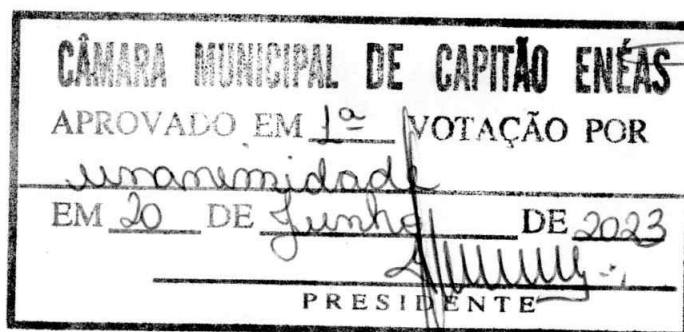 CÂMARA MUNICIPAL DE CAPITÃO ENÉAS
APROVADO EM 1ª VOTAÇÃO POR
unanimidade
EM 20 DE Junho DE 2023
PRESIDENTE